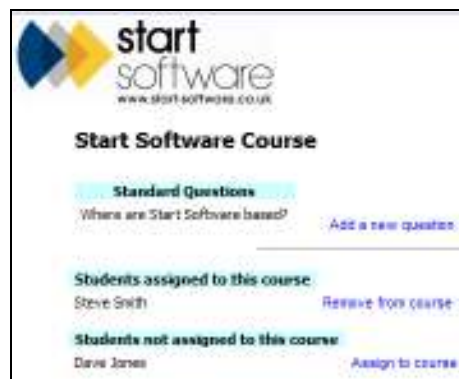 start
software
www.start-software.co.uk
Start Software Course
Standard Questions
Where are Start Software based?
Add a new question
Students assigned to this course
Steve Smith Remove from course
Students not assigned to this course
Dave Jones Assign to course